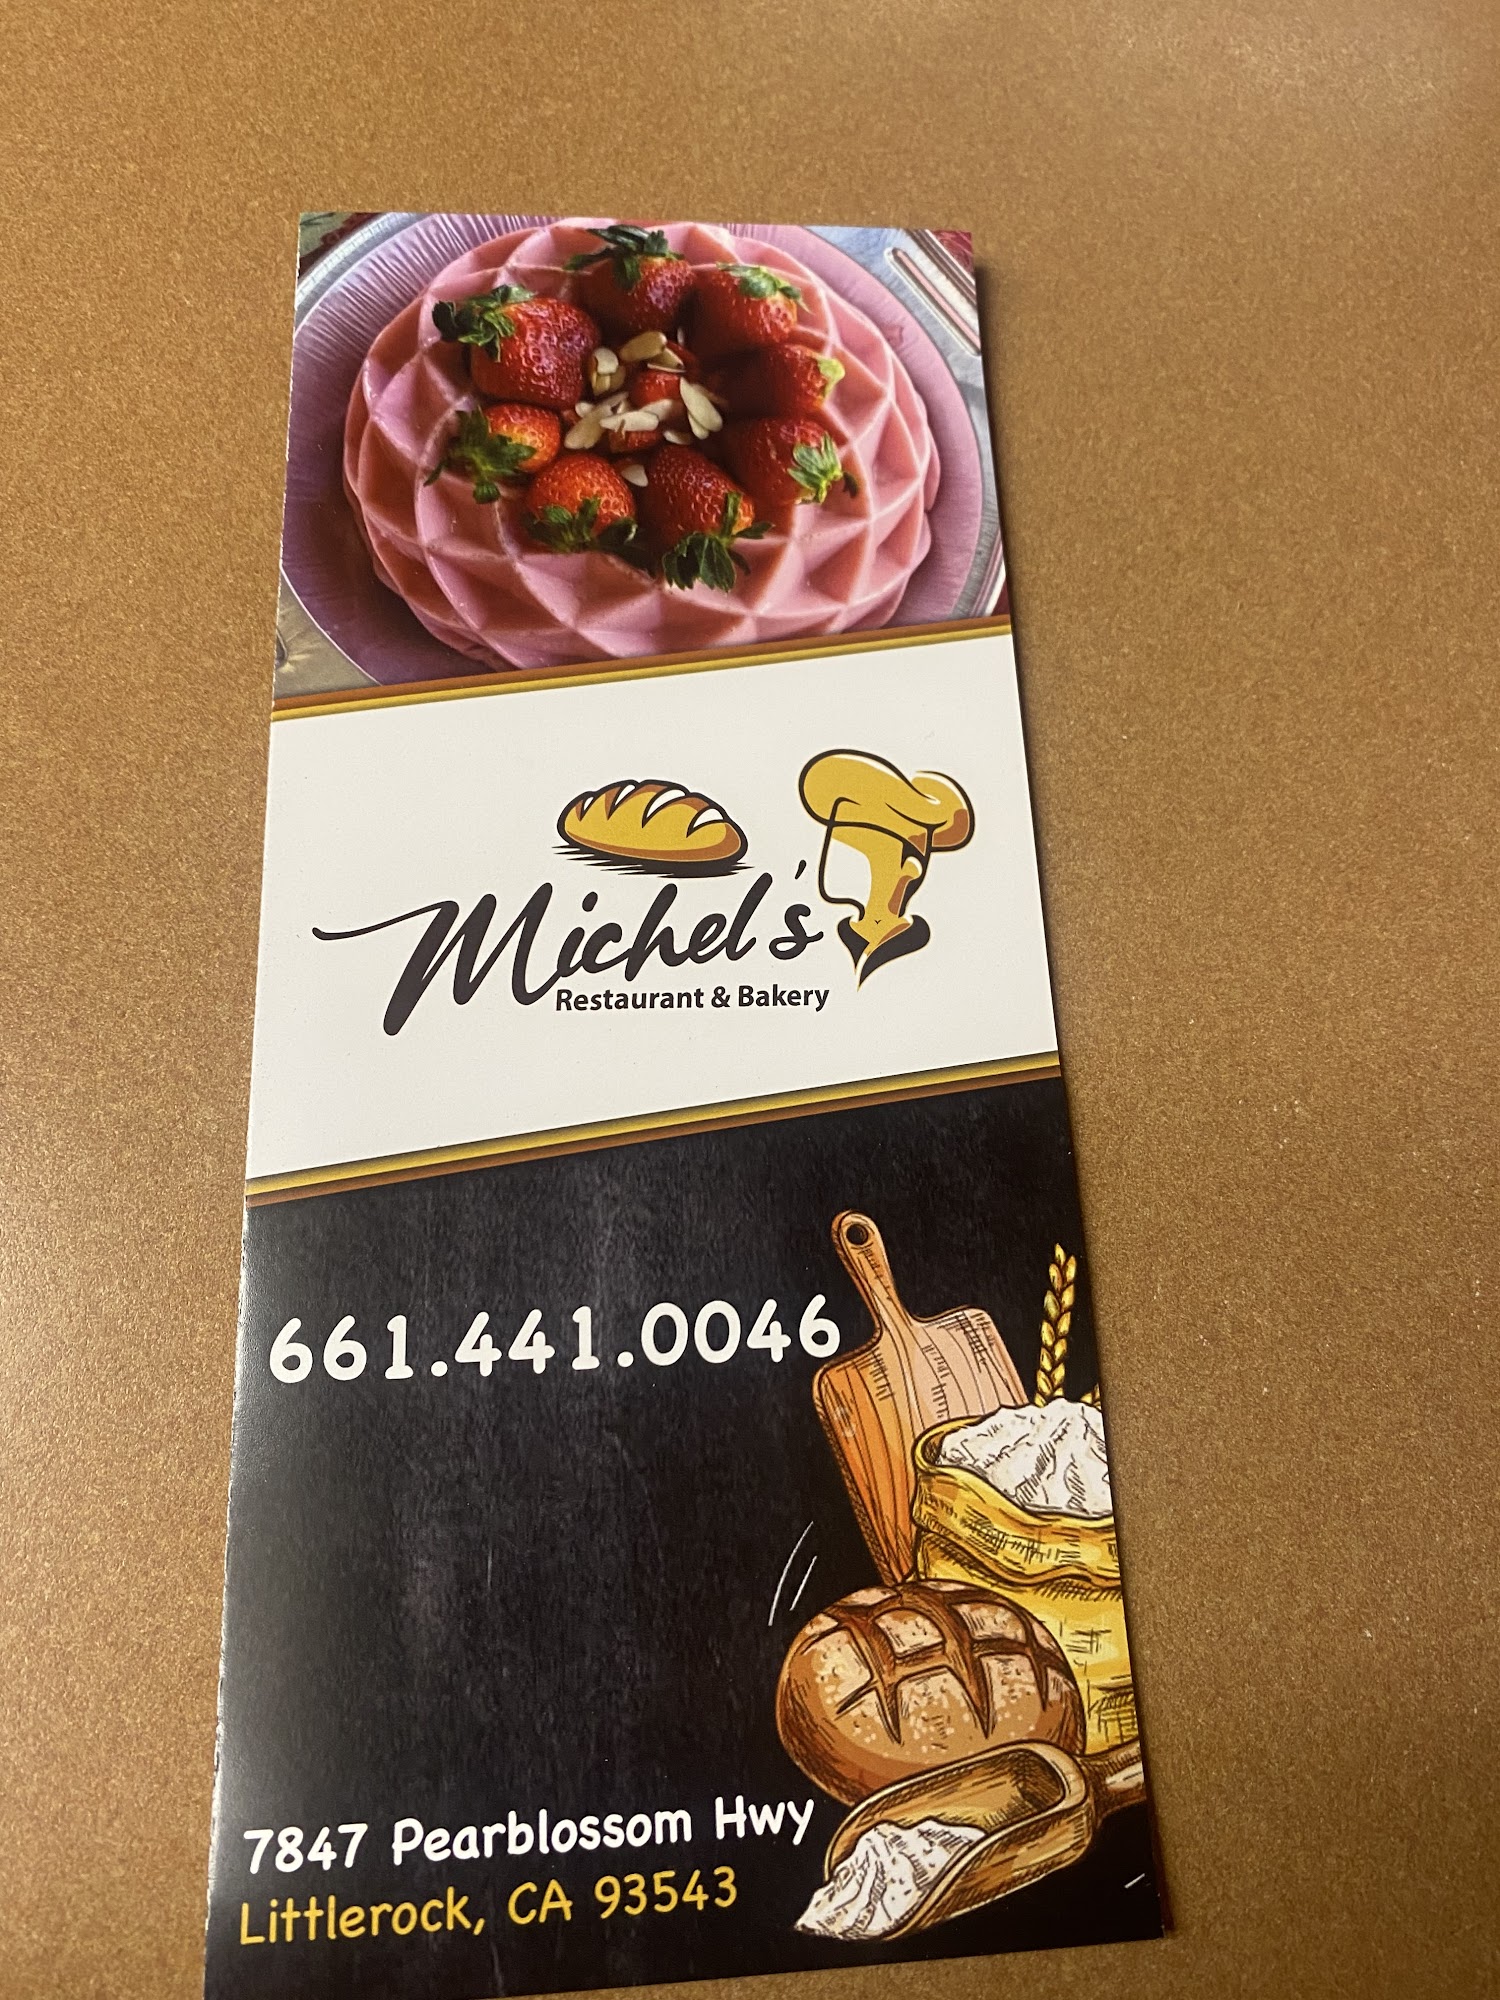 Michel's
Restaurant & Bakery
661.441.0046
7847 Pearblossom Hwy
Littlerock, CA 93543